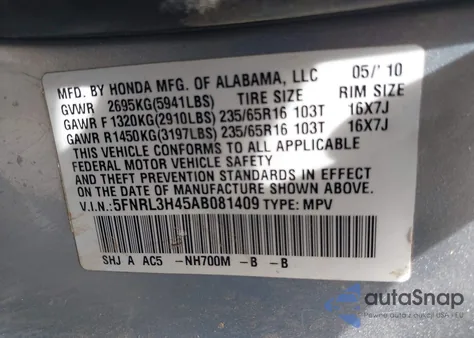 MFD. BY HONDA MFG. OF ALABAMA, LLC 05/'10
GVWR 2695KG(5941LBS) TIRE SIZE RIM SIZE
GAWR F 1320KG(2910LBS) 235/65R16 103T 16X7J
GAWR R1450KG(3197LBS) 235/65R16 103T 16X7J
THIS VEHICLE CONFORMS TO ALL APPLICABLE
FEDERAL MOTOR VEHICLE SAFETY
AND THEFT PREVENTION STANDARDS IN EFFECT
ON THE DATE OF MANUFACTURE SHOWN ABOVE.
V.I.N.:5FNRL3H45AB081409 TYPE: MPV
SHJ A AC5 -NH700M -B -B
autoSnap